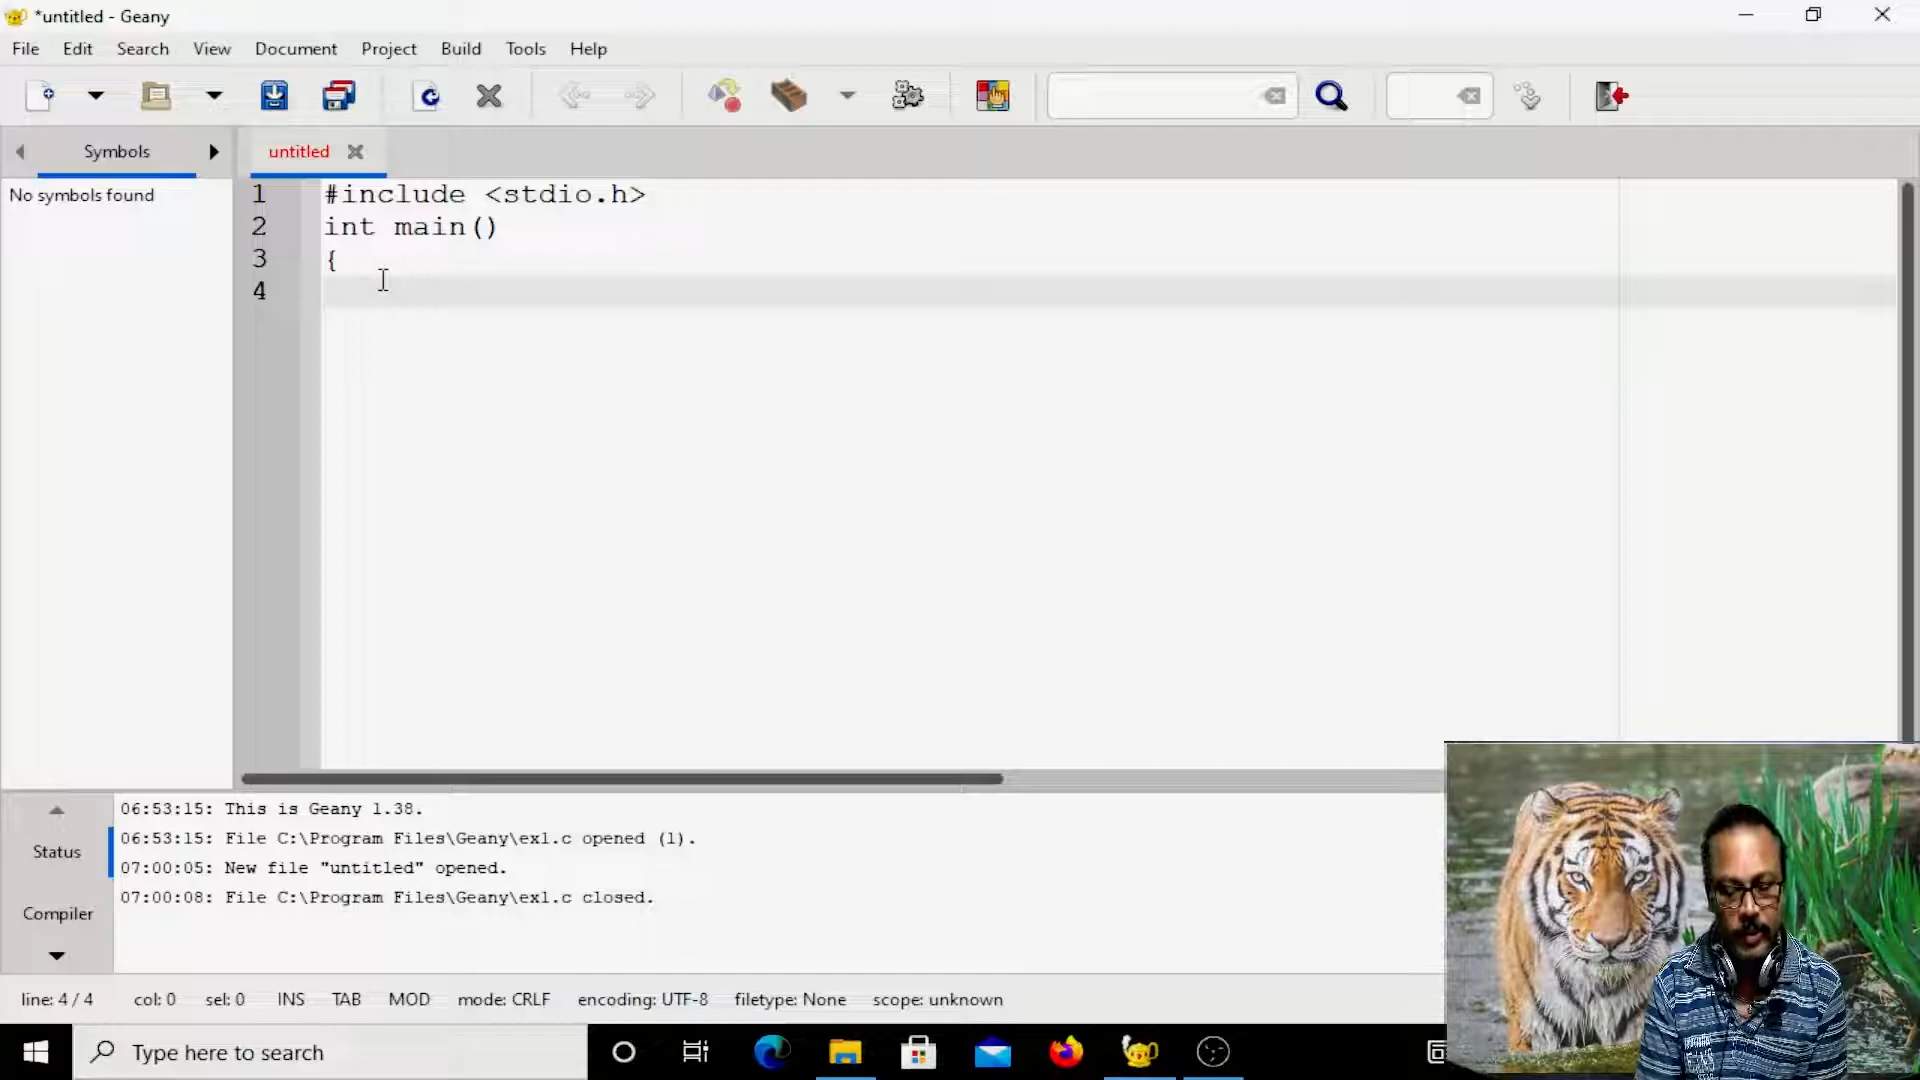 *untitled - Geany
File Edit Search View Document Project Build Tools Help
Symbols
untitled
No symbols found
1 #include <stdio.h>
2 int main()
3 {
4
Status
Compiler
06:53:15: This is Geany 1.38.
06:53:15: File C:\Program Files\Geany\ex1.c opened (1).
07:00:05: New file "untitled" opened.
07:00:08: File C:\Program Files\Geany\ex1.c closed.
line: 4 / 4 col: 0 sel: 0 INS TAB MOD mode: CRLF encoding: UTF-8 filetype: None scope: unknown
Type here to search